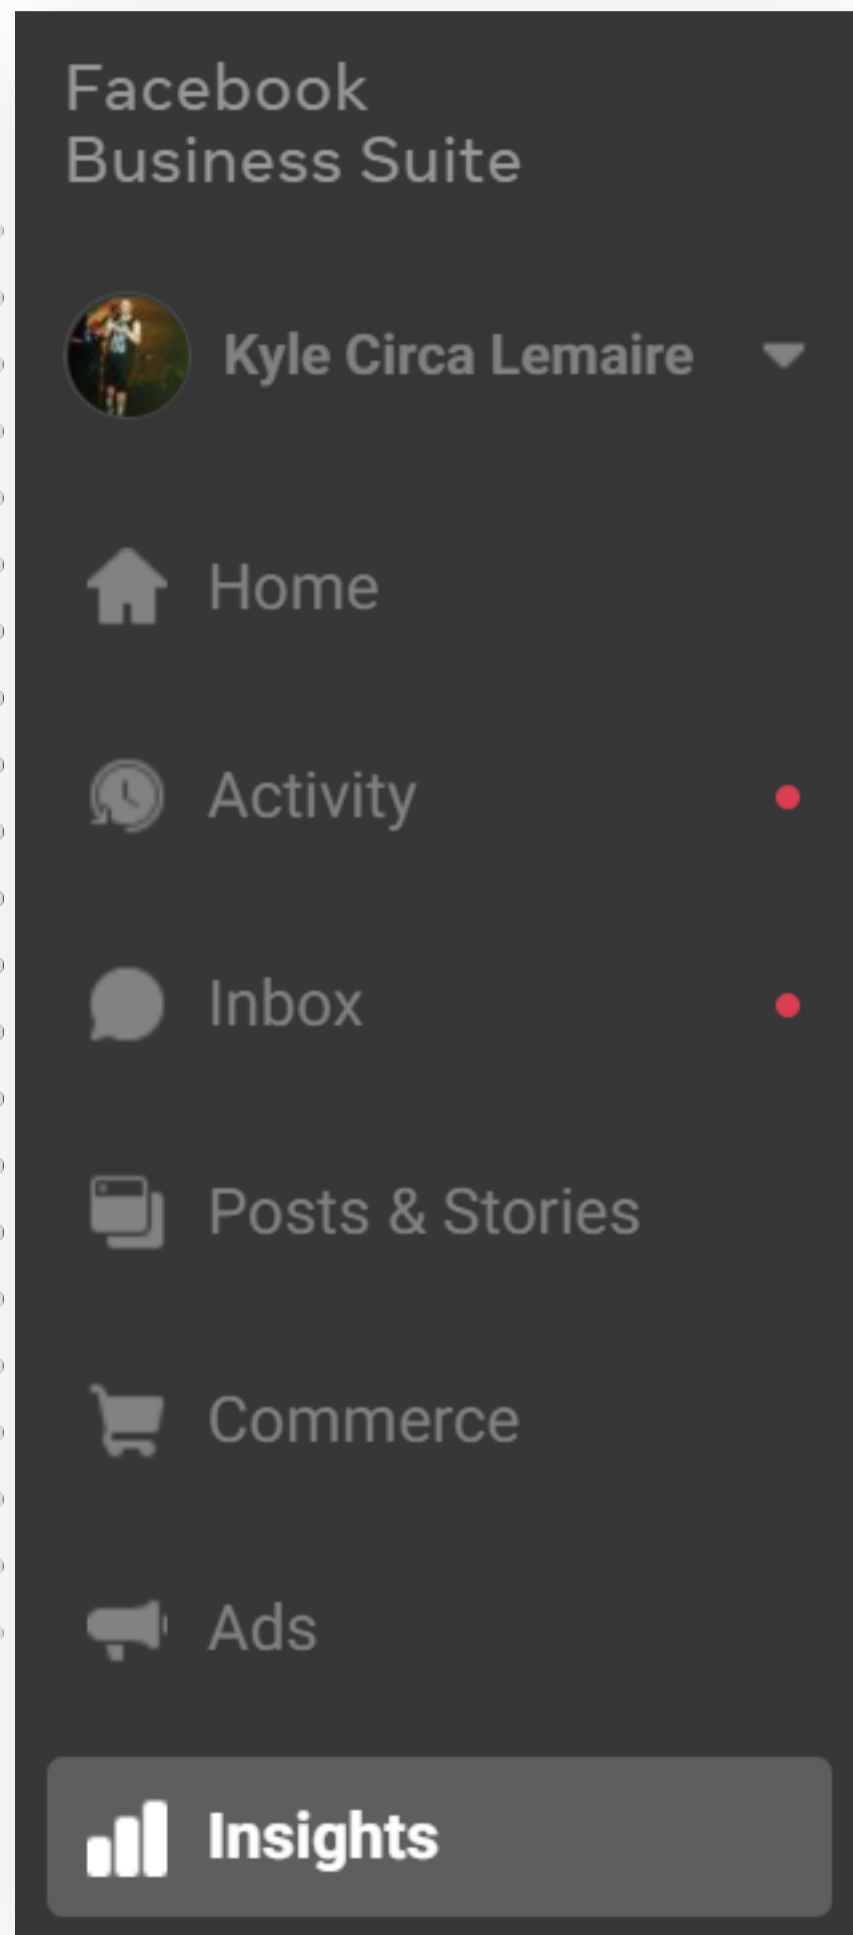 Facebook
Business Suite
Kyle Circa Lemaire
Home
Activity
Inbox
Posts & Stories
Commerce
Ads
Insights